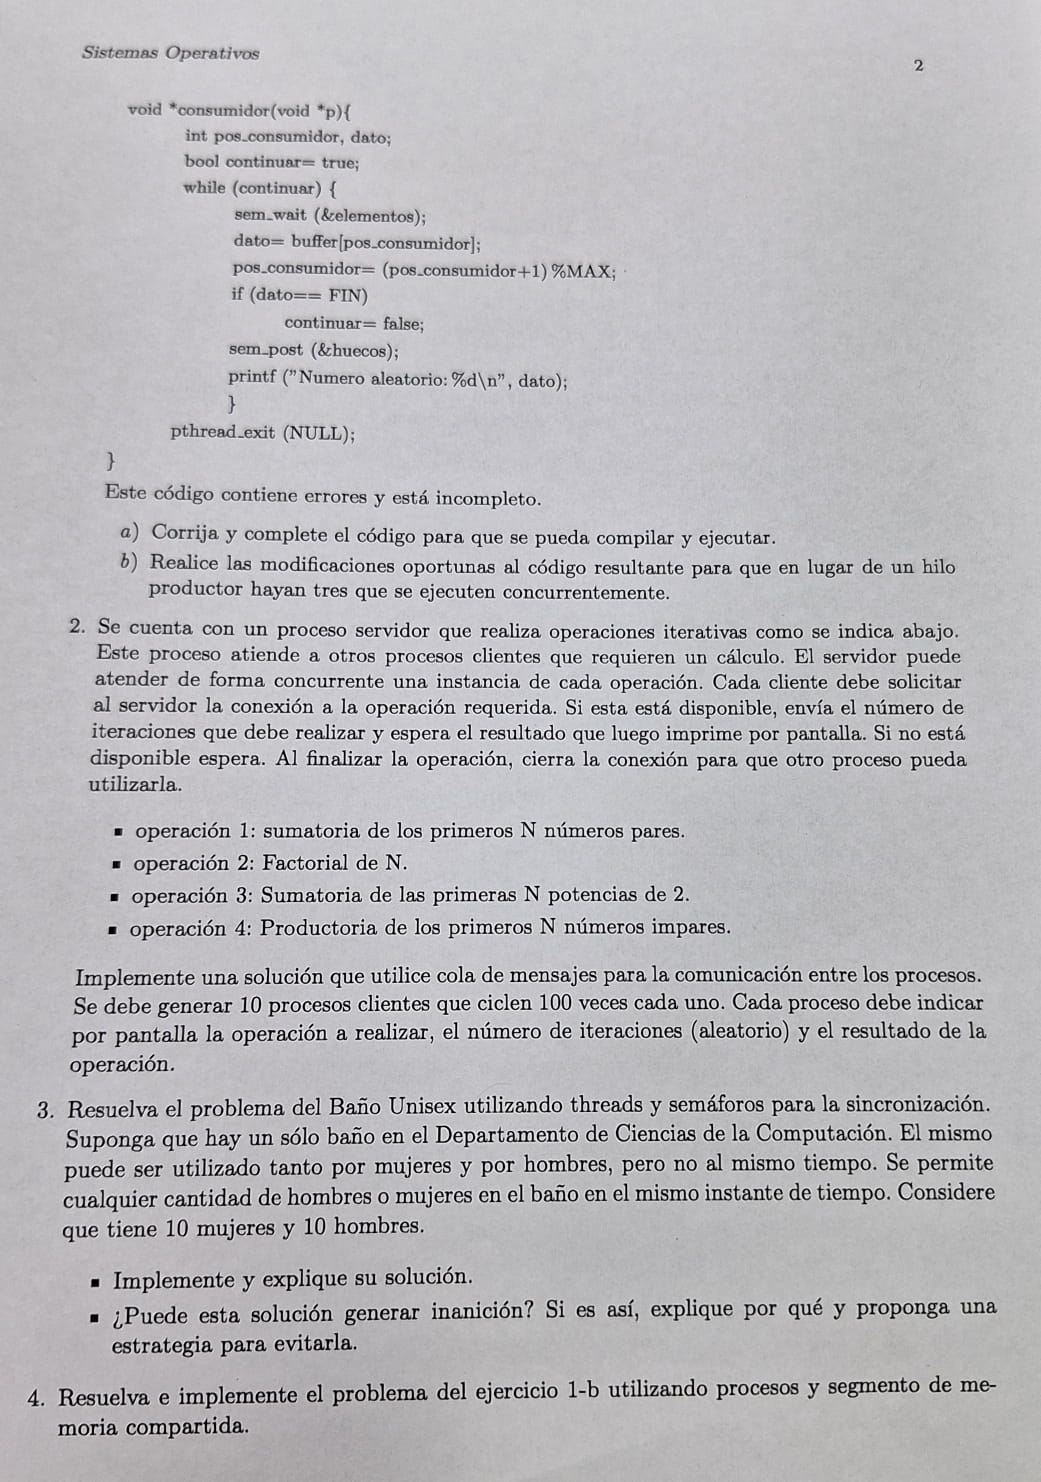 Sistemas Operativos
2
void *consumidor(void *p){
int pos_consumidor, dato;
bool continuar= true;
while (continuar) {
sem_wait (&elementos);
dato= buffer[pos_consumidor];
pos_consumidor= (pos_consumidor+1) %MAX;
if (dato== FIN)
continuar= false;
sem_post (&huecos);
printf ("Numero aleatorio: %d\n", dato);
}
pthread_exit (NULL);
}
Este código contiene errores y está incompleto.
a) Corrija y complete el código para que se pueda compilar y ejecutar.
b) Realice las modificaciones oportunas al código resultante para que en lugar de un hilo
productor hayan tres que se ejecuten concurrentemente.
2. Se cuenta con un proceso servidor que realiza operaciones iterativas como se indica abajo.
Este proceso atiende a otros procesos clientes que requieren un cálculo. El servidor puede
atender de forma concurrente una instancia de cada operación. Cada cliente debe solicitar
al servidor la conexión a la operación requerida. Si esta está disponible, envía el número de
iteraciones que debe realizar y espera el resultado que luego imprime por pantalla. Si no está
disponible espera. Al finalizar la operación, cierra la conexión para que otro proceso pueda
utilizarla.
▪ operación 1: sumatoria de los primeros N números pares.
▪ operación 2: Factorial de N.
▪ operación 3: Sumatoria de las primeras N potencias de 2.
▪ operación 4: Productoria de los primeros N números impares.
Implemente una solución que utilice cola de mensajes para la comunicación entre los procesos.
Se debe generar 10 procesos clientes que ciclen 100 veces cada uno. Cada proceso debe indicar
por pantalla la operación a realizar, el número de iteraciones (aleatorio) y el resultado de la
operación.
3. Resuelva el problema del Baño Unisex utilizando threads y semáforos para la sincronización.
Suponga que hay un sólo baño en el Departamento de Ciencias de la Computación. El mismo
puede ser utilizado tanto por mujeres y por hombres, pero no al mismo tiempo. Se permite
cualquier cantidad de hombres o mujeres en el baño en el mismo instante de tiempo. Considere
que tiene 10 mujeres y 10 hombres.
▪ Implemente y explique su solución.
▪ ¿Puede esta solución generar inanición? Si es así, explique por qué y proponga una
estrategia para evitarla.
4. Resuelva e implemente el problema del ejercicio 1-b utilizando procesos y segmento de me-
moria compartida.